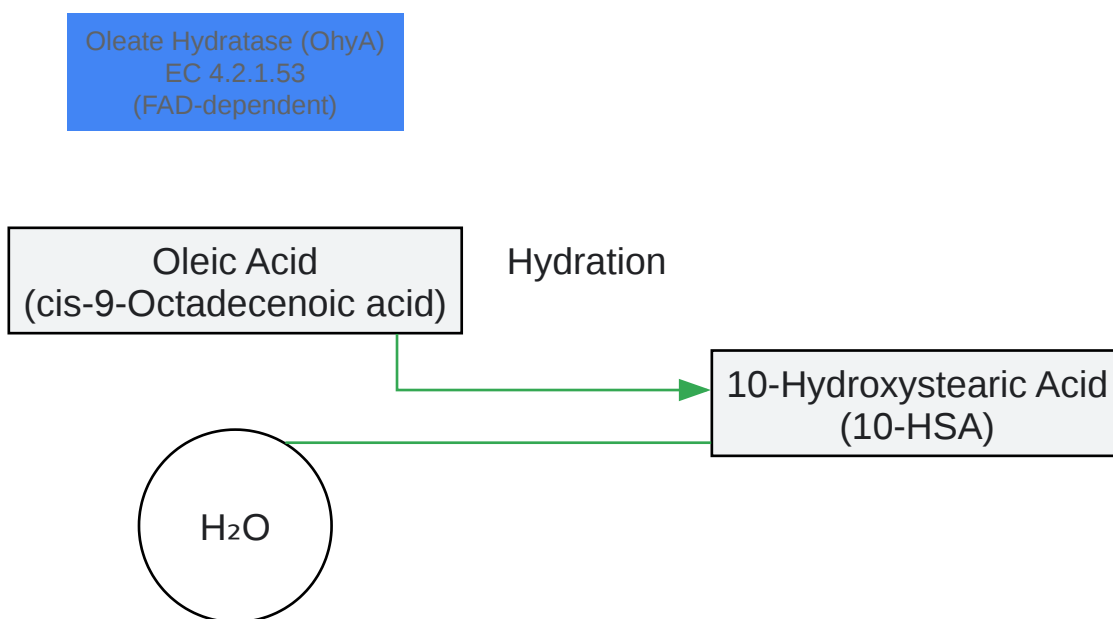 Oleate Hydratase (OhyA)
EC 4.2.1.53
(FAD-dependent)
Oleic Acid
(cis-9-Octadecenoic acid)
Hydration
10-Hydroxystearic Acid
(10-HSA)
H₂O